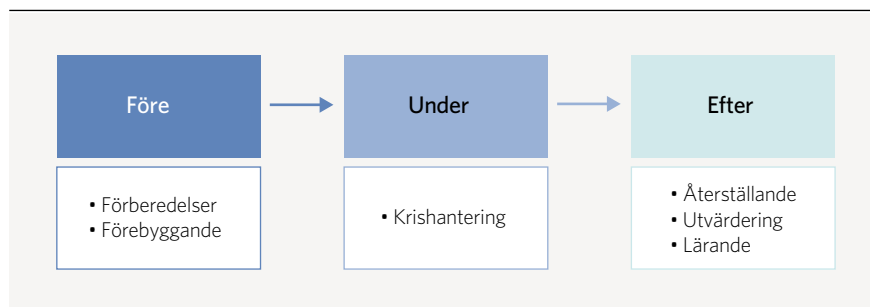 Före
• Förberedelser
• Förebyggande
Under
• Krishantering
Efter
• Återställande
• Utvärdering
• Lärande